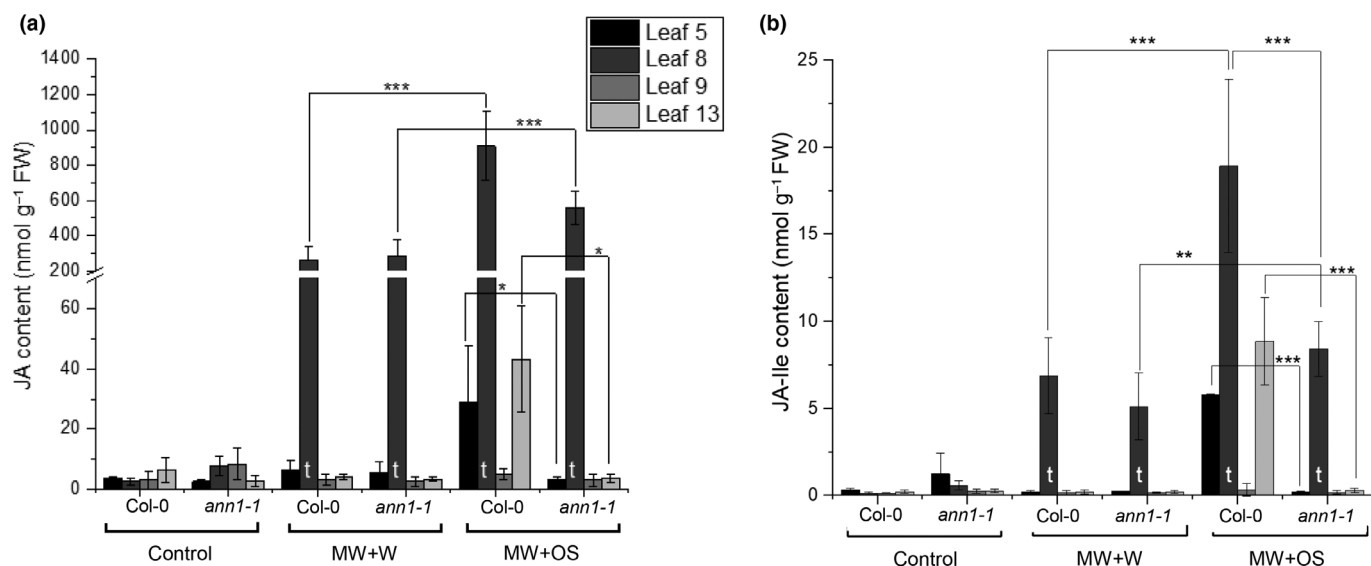 (a)
JA content (nmol g⁻¹ FW)
1400
1200
1000
800
600
400
200
60
40
20
0
Leaf 5
Leaf 8
Leaf 9
Leaf 13
***
***
*
*
t
t
t
t
Col-0 ann1-1 Col-0 ann1-1 Col-0 ann1-1
Control MW+W MW+OS
(b)
JA-Ile content (nmol g⁻¹ FW)
25
20
15
10
5
0
*** ***
**
***
***
t
t
t
t
Col-0 ann1-1 Col-0 ann1-1 Col-0 ann1-1
Control MW+W MW+OS